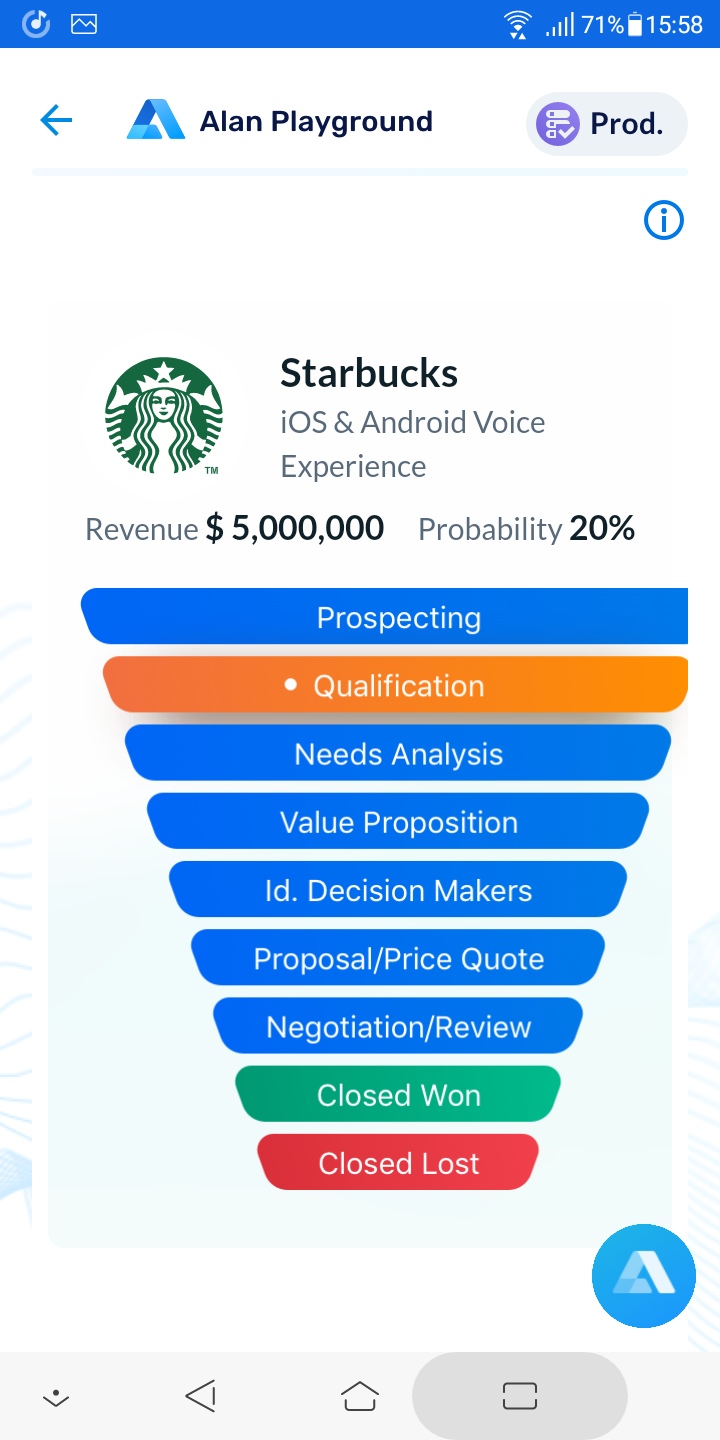 71% 15:58
Alan Playground
Prod.
Starbucks
iOS & Android Voice
Experience
TM
Revenue $ 5,000,000 Probability 20%
Prospecting
Qualification
Needs Analysis
Value Proposition
Id. Decision Makers
Proposal/Price Quote
Negotiation/Review
Closed Won
Closed Lost